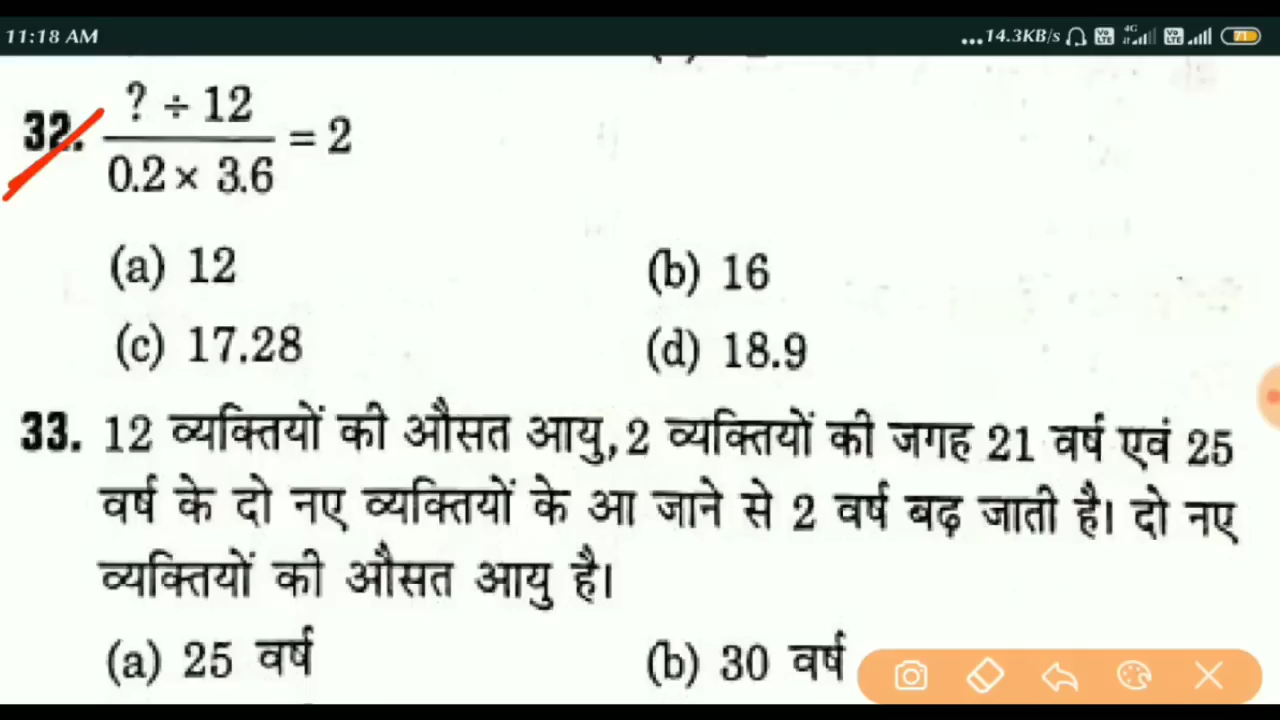 11:18 AM
...14.3KB/s 4G 71
32. ? ÷ 12
0.2 × 3.6 = 2
(a) 12 (b) 16
(c) 17.28 (d) 18.9
33. 12 व्यक्तियों की औसत आयु, 2 व्यक्तियों की जगह 21 वर्ष एवं 25
वर्ष के दो नए व्यक्तियों के आ जाने से 2 वर्ष बढ़ जाती है। दो नए
व्यक्तियों की औसत आयु है।
(a) 25 वर्ष (b) 30 वर्ष